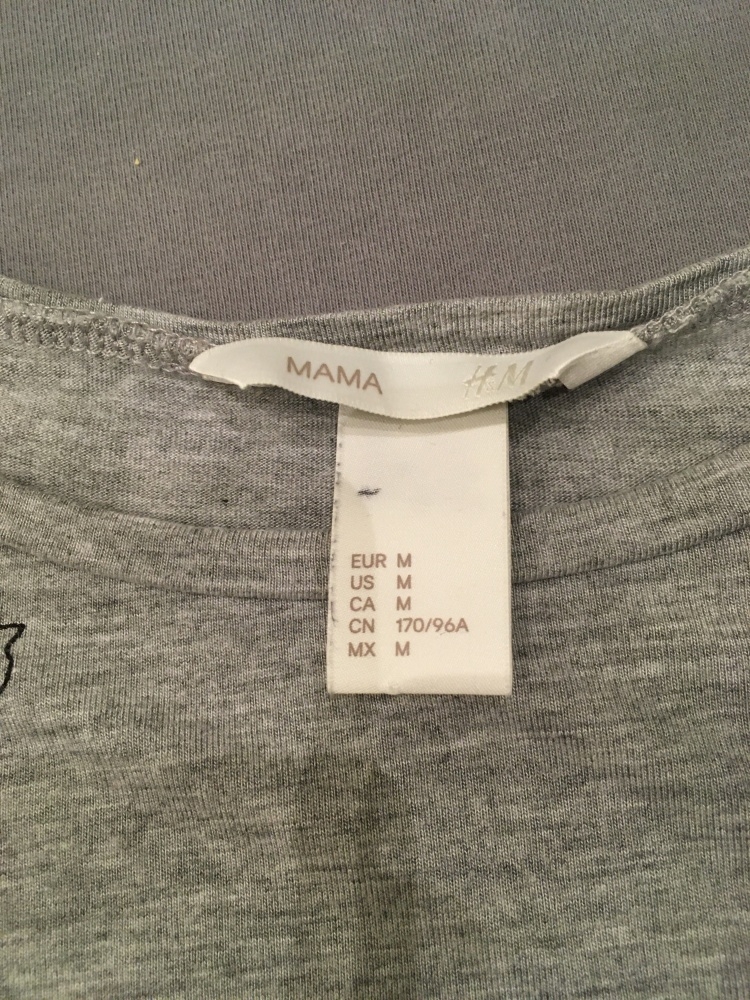 MAMA H&M
EUR M
US M
CA M
CN 170/96A
MX M